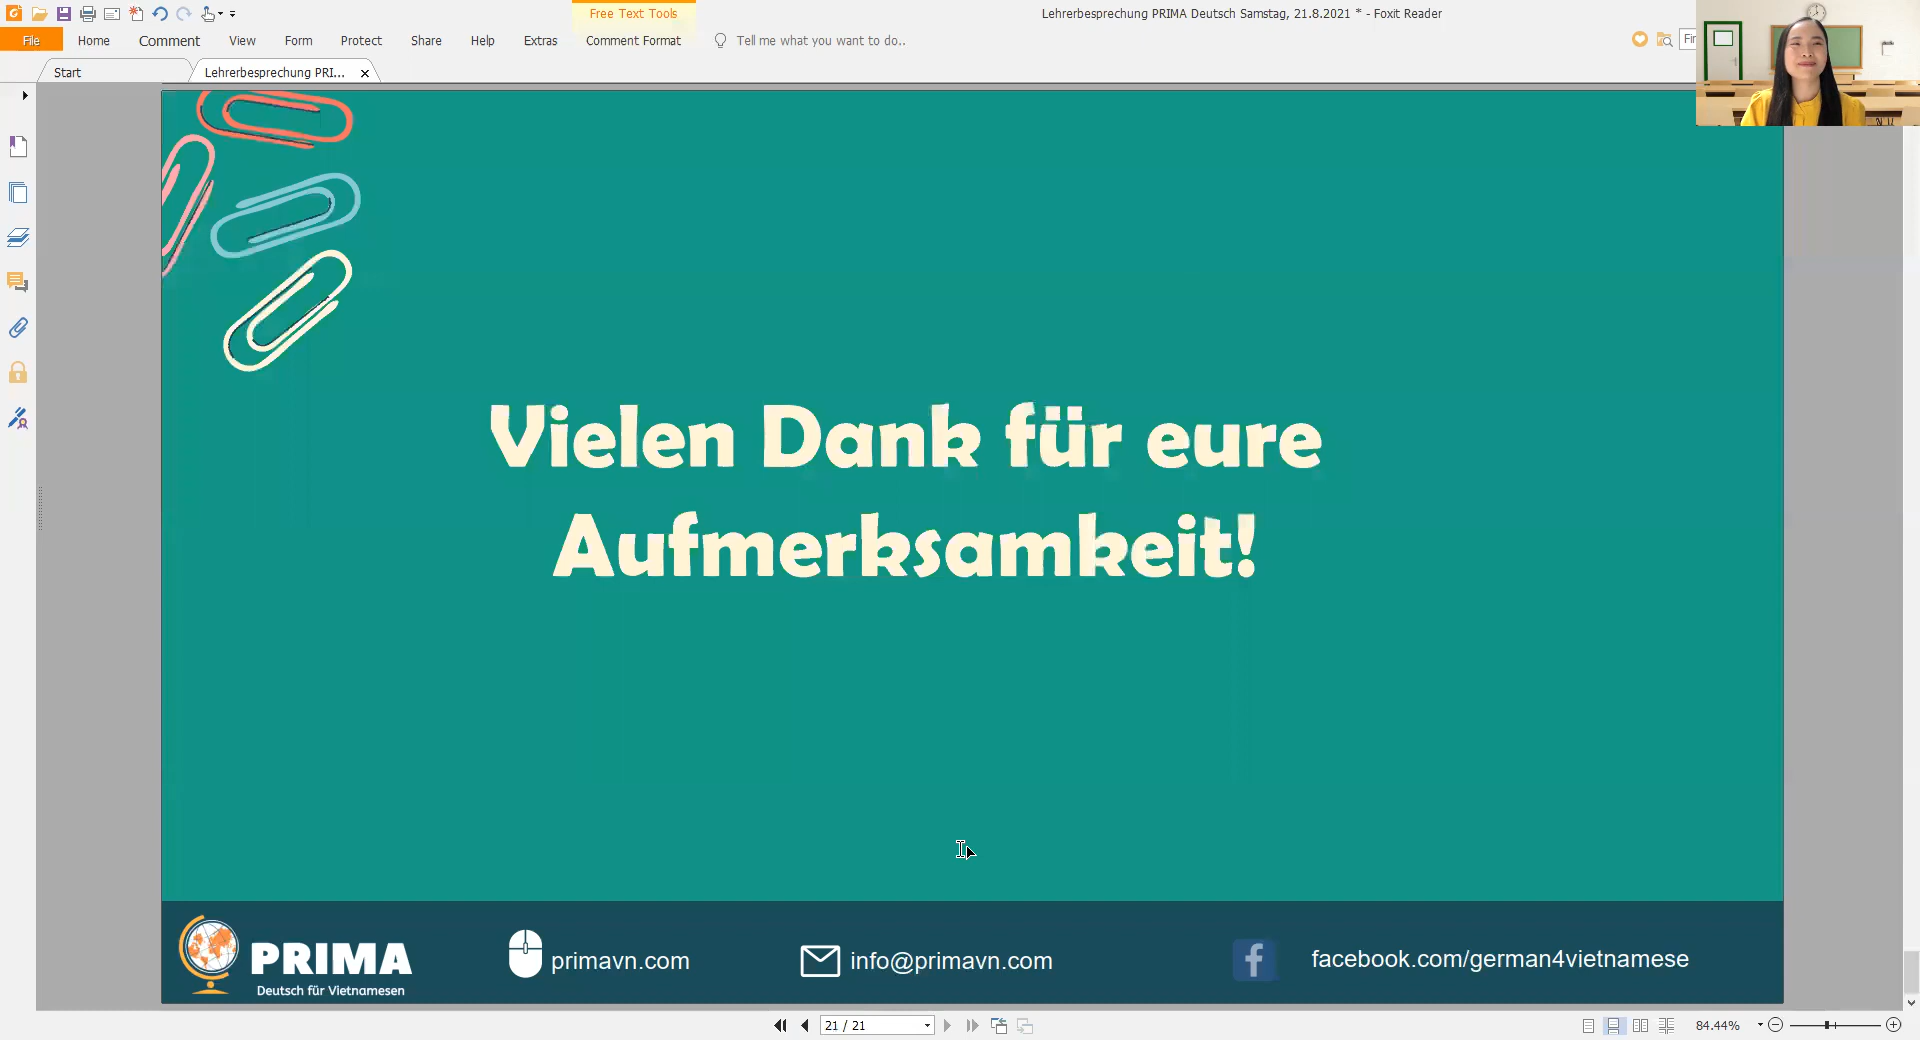 Free Text Tools
Lehrerbesprechung PRIMA Deutsch Samstag, 21.8.2021 * - Foxit Reader
File Home Comment View Form Protect Share Help Extras Comment Format Tell me what you want to do..
Start Lehrerbesprechung PRI...
Vielen Dank für eure
Aufmerksamkeit!
PRIMA
Deutsch für Vietnamesen
primavn.com
info@primavn.com
facebook.com/german4vietnamese
21 / 21
84.44%